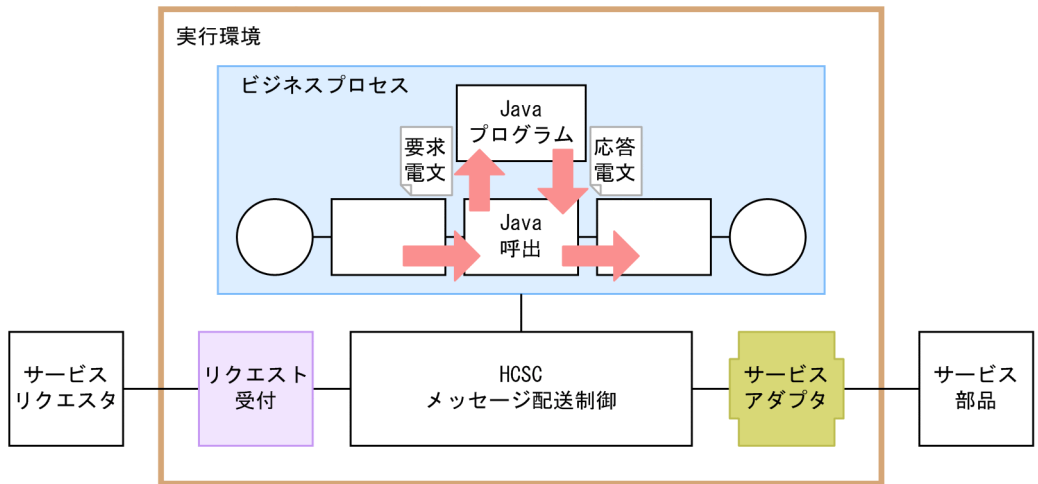 実行環境
ビジネスプロセス
Java
プログラム
要求
電文
応答
電文
Java
呼出
サービス
リクエスタ
リクエスト
受付
HCSC
メッセージ配送制御
サービス
アダプタ
サービス
部品